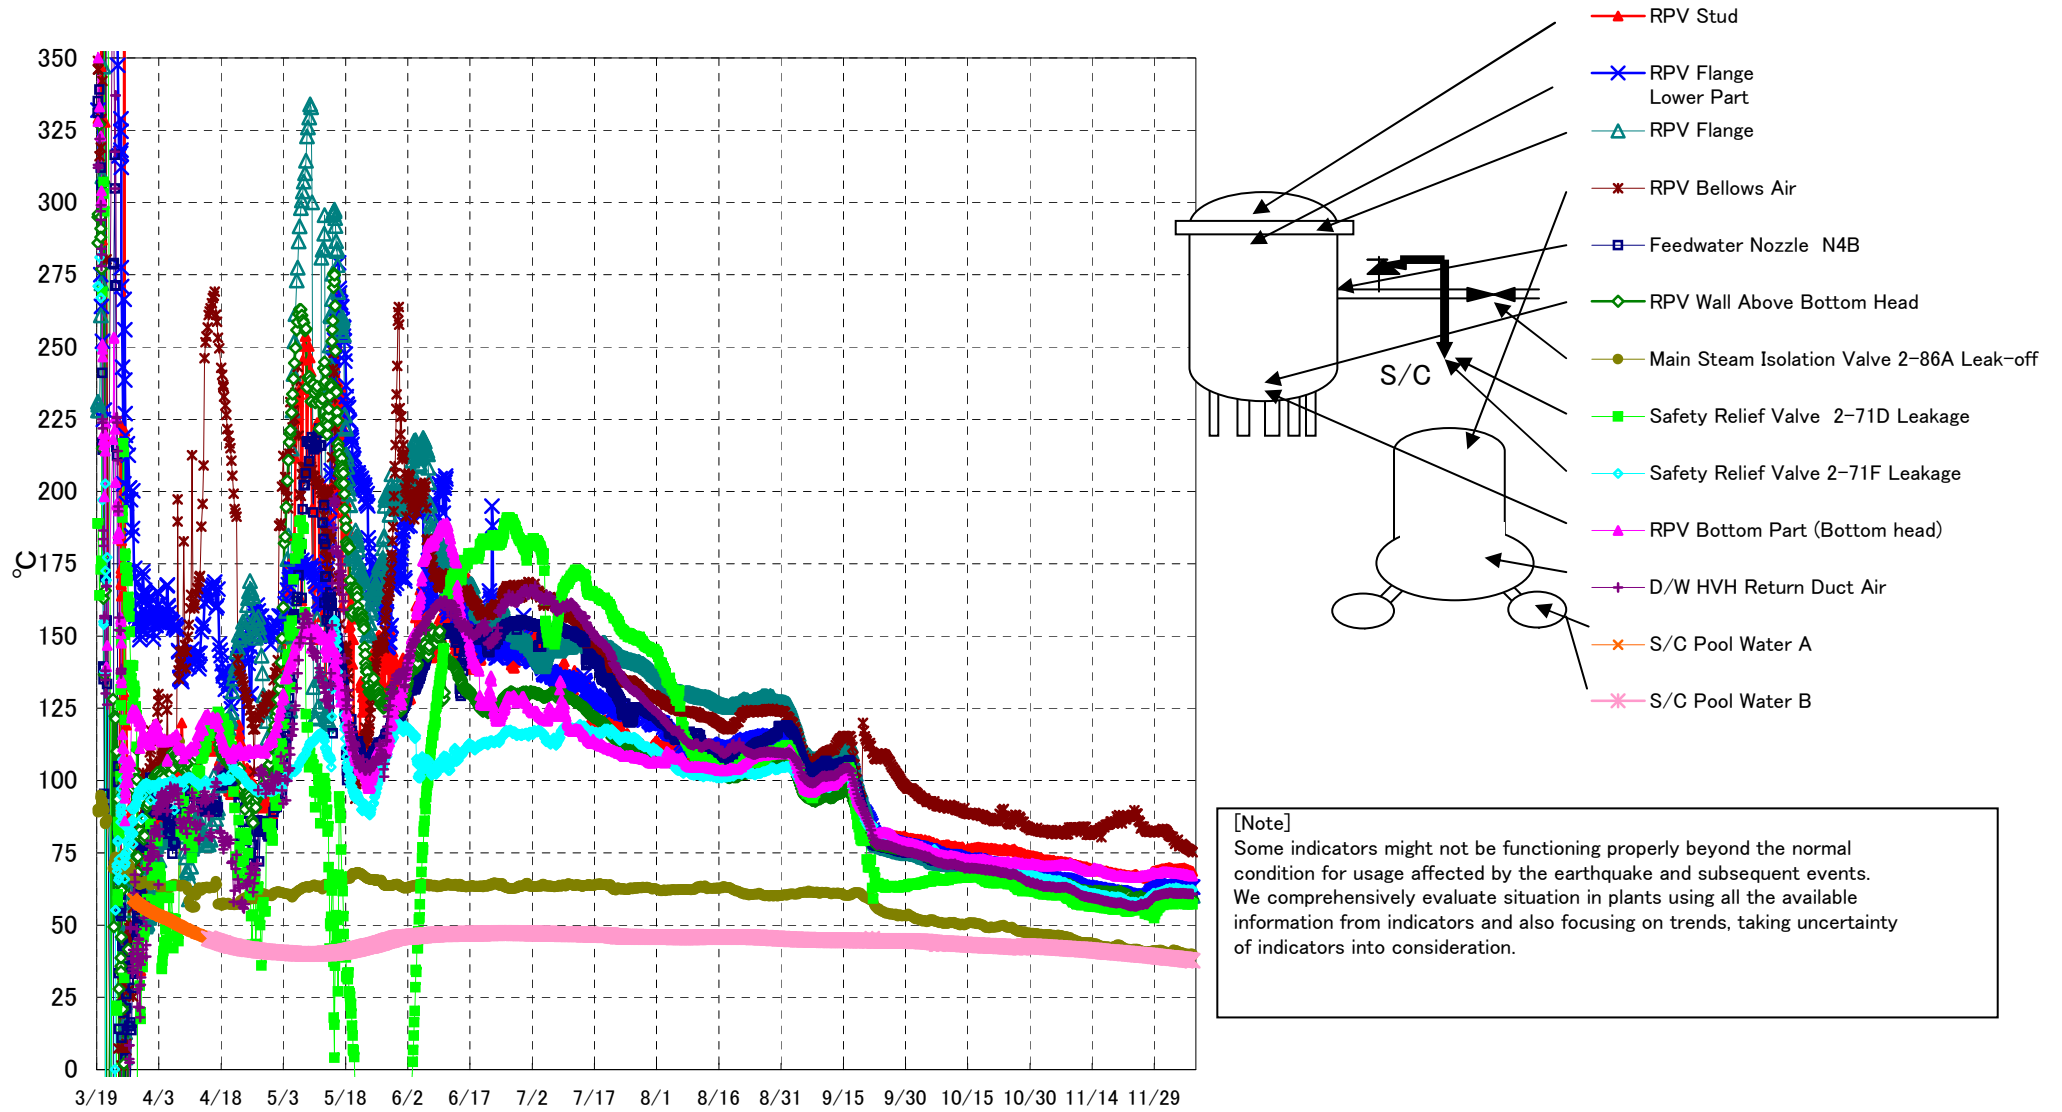 350
325
300
275
250
225
200
175
150
125
100
75
50
25
0
℃
3/19 4/3 4/18 5/3 5/18 6/2 6/17 7/2 7/17 8/1 8/16 8/31 9/15 9/30 10/15 10/30 11/14 11/29
RPV Stud
RPV Flange
Lower Part
RPV Flange
RPV Bellows Air
Feedwater Nozzle N4B
RPV Wall Above Bottom Head
Main Steam Isolation Valve 2-86A Leak-off
Safety Relief Valve 2-71D Leakage
Safety Relief Valve 2-71F Leakage
RPV Bottom Part (Bottom head)
D/W HVH Return Duct Air
S/C Pool Water A
S/C Pool Water B
S/C
[Note]
Some indicators might not be functioning properly beyond the normal
condition for usage affected by the earthquake and subsequent events.
We comprehensively evaluate situation in plants using all the available
information from indicators and also focusing on trends, taking uncertainty
of indicators into consideration.